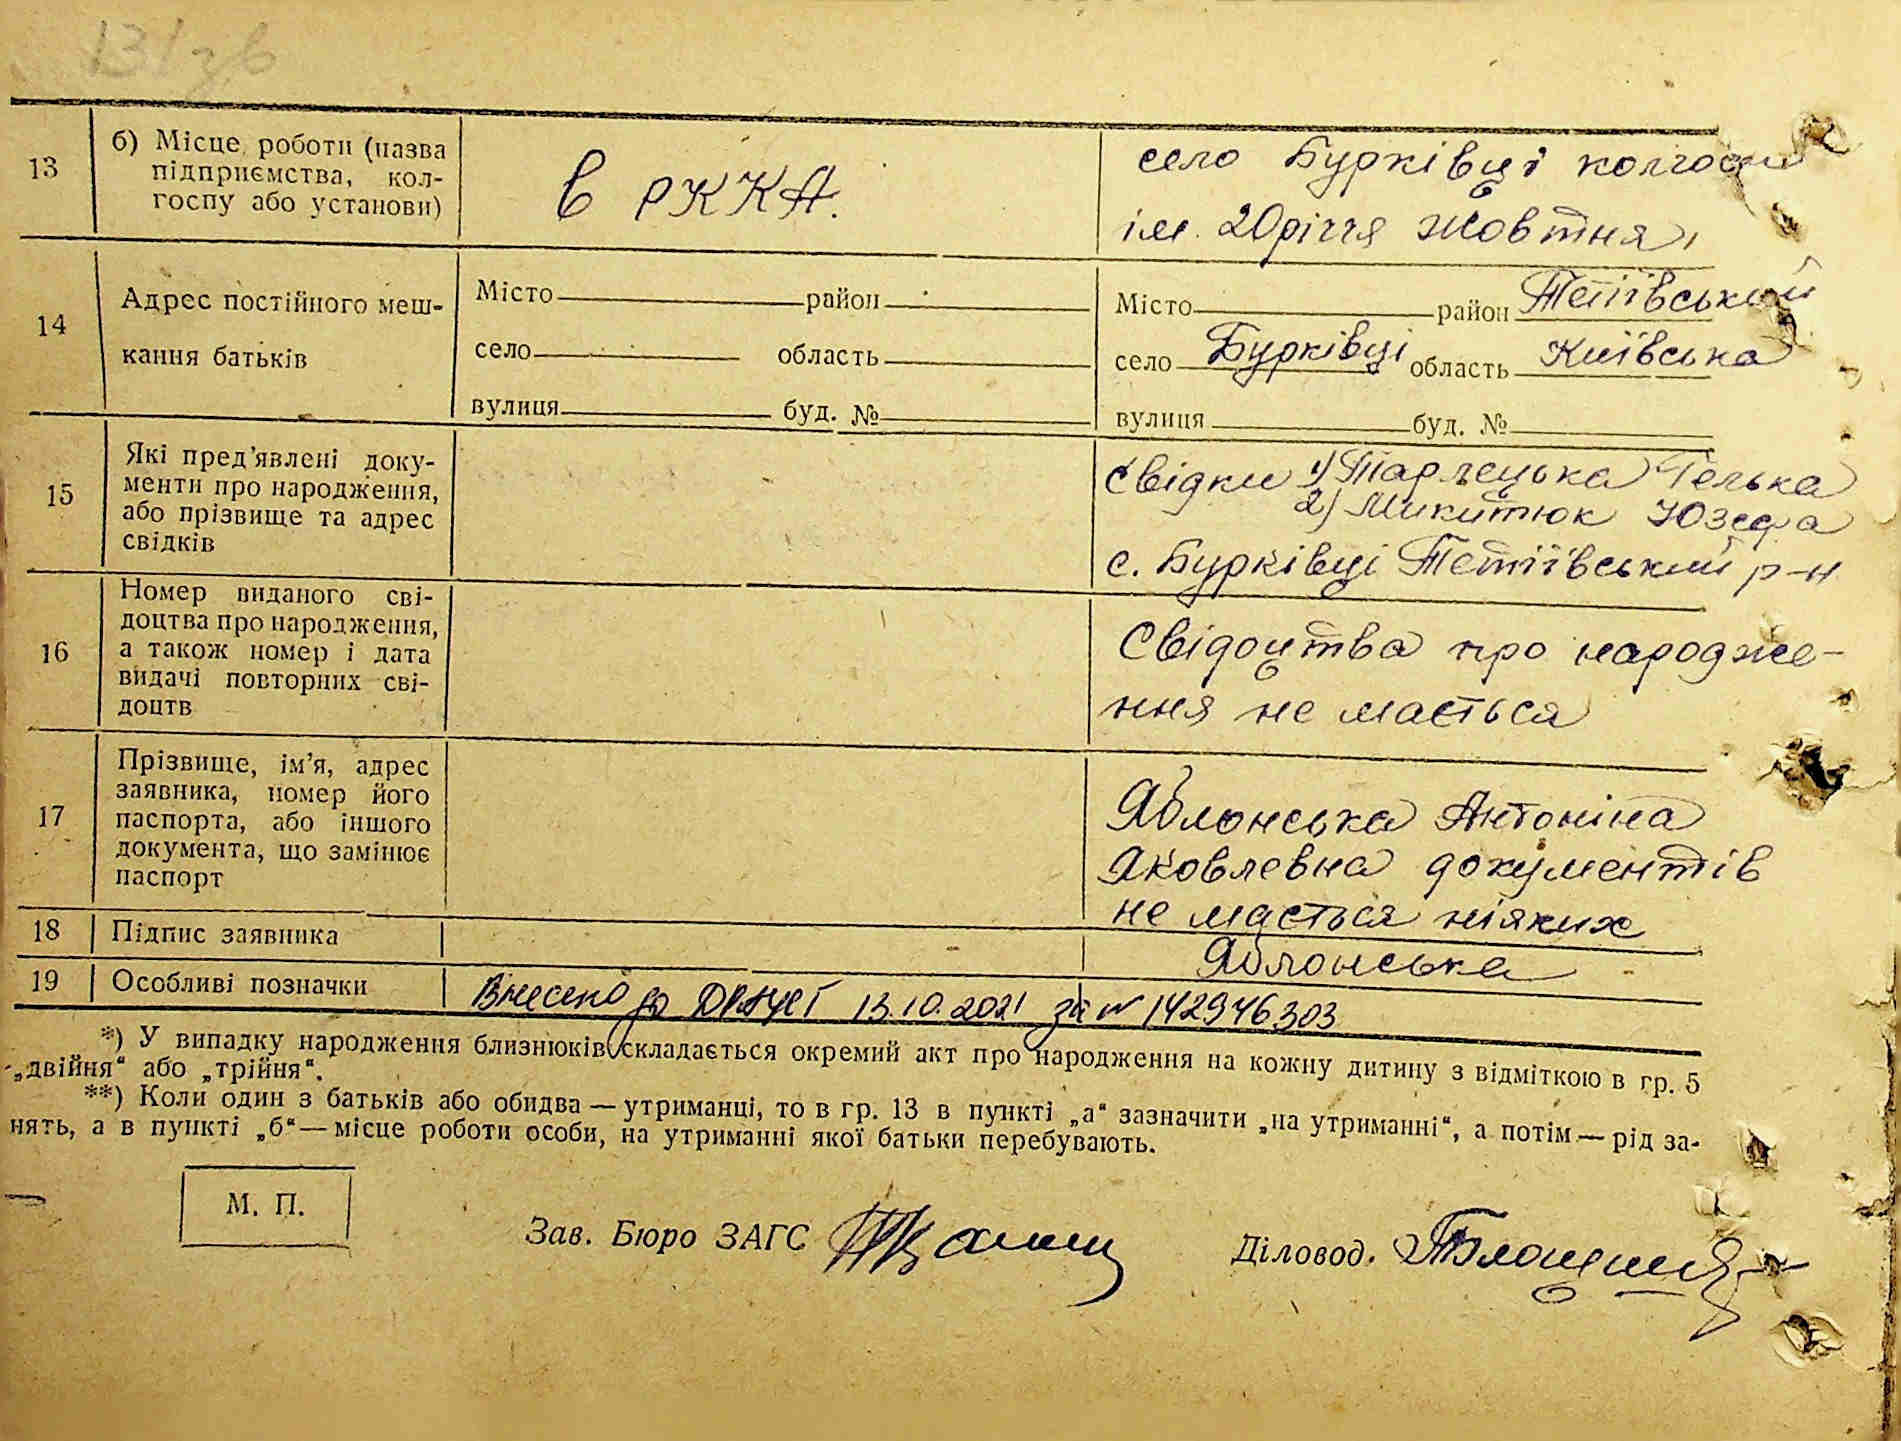 131зв
13
б) Місце роботи (назва
підприємства, кол-
госпу або установи)
в РККА.
село Бурківці колгосп
ім. 20річчя Жовтня,
14
Адрес постійного меш-
кання батьків
Місто район
село область
вулиця буд. №
Місто район Тетіївський
село Бурківці область Київська
вулиця буд. №
15
Які пред’явлені доку-
менти про народження,
або прізвище та адрес
свідків
Свідки 1) Тарлецька Гелька
2) Микитюк Юзефа
с. Бурківці Тетіївський р-н
16
Номер виданого сві-
доцтва про народження,
а також номер і дата
видачі повторних сві-
доцтв
Свідоцтва про народже-
ння не мається
17
Прізвище, ім’я, адрес
заявника, номер його
паспорта, або іншого
документа, що замінює
паспорт
Яблонська Антоніна
Яковлевна документів
не мається ніяких
18
Підпис заявника
Яблонська
19
Особливі позначки
Внесено до ДРАЦСГ 13.10.2021 за № 142946303
*) У випадку народження близнюків складається окремий акт про народження на кожну дитину з відміткою в гр. 5
„двійня“ або „трійня“.
**) Коли один з батьків або обидва — утриманці, то в гр. 13 в пункті „а“ зазначити „на утриманні“, а потім — рід за-
нять, а в пункті „б“ — місце роботи особи, на утриманні якої батьки перебувають.
М. П.
Зав. Бюро ЗАГС
Діловод.